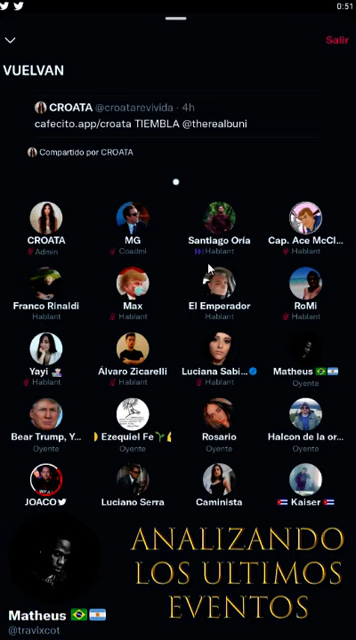 0:51
Salir
VUELVAN
CROATA @croatarevivida · 4h
cafecito.app/croata TIEMBLA @therealbuni
Compartido por CROATA
CROATA MG Santiago Oría Cap. Ace McCl...
Admin Coadmi Hablant Hablant
Franco Rinaldi Max El Emperador RoMi
Hablant Hablant Hablant Hablant
Yayi Álvaro Zicarelli Luciana Sabi... Matheus
Hablant Hablant Hablant Oyente
Bear Trump, Y... Ezequiel Fe Rosario Halcon de la or...
Oyente Oyente Oyente Oyente
JOACO Luciano Serra Caminista Kaiser
ANALIZANDO
LOS ULTIMOS
EVENTOS
Matheus
@travixcot